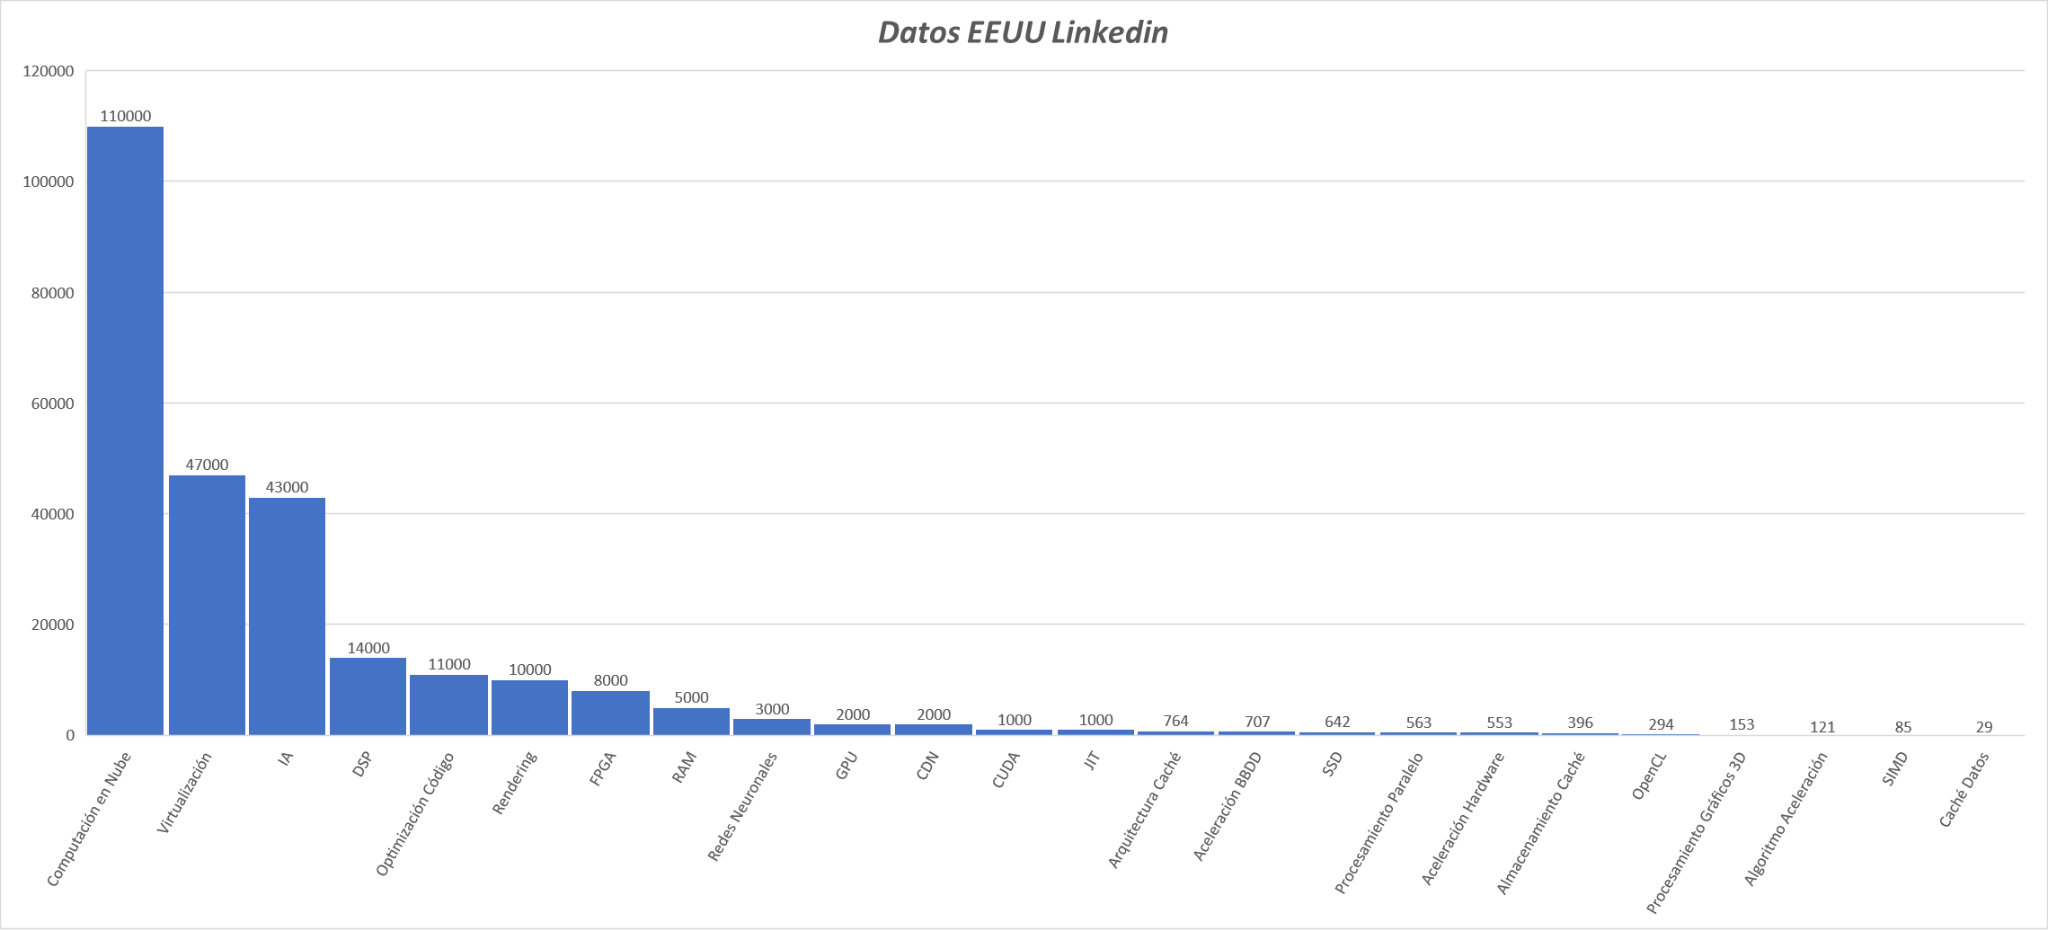 Datos EEUU Linkedin
120000
100000
80000
60000
40000
20000
0
110000
47000
43000
14000
11000
10000
8000
5000
3000
2000
2000
1000
1000
764
707
642
563
553
396
294
153
121
85
29
Computación en Nube
Virtualización
IA
DSP
Optimización Código
Rendering
FPGA
RAM
Redes Neuronales
GPU
CDN
CUDA
JIT
Arquitectura Caché
Aceleración BBDD
SSD
Procesamiento Paralelo
Aceleración Hardware
Almacenamiento Caché
OpenCL
Procesamiento Gráficos 3D
Algoritmo Aceleración
SIMD
Caché Datos